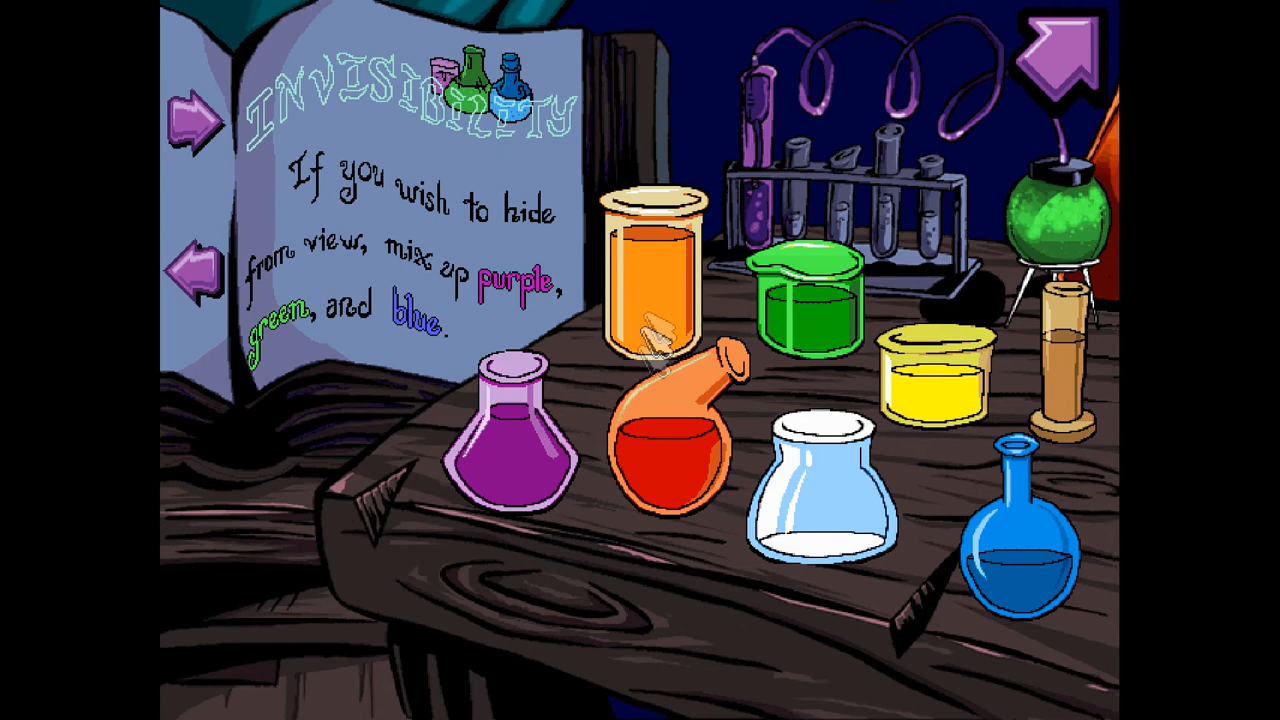 INVISIBILITY
If you wish to hide
from view, mix up purple,
green, and blue.